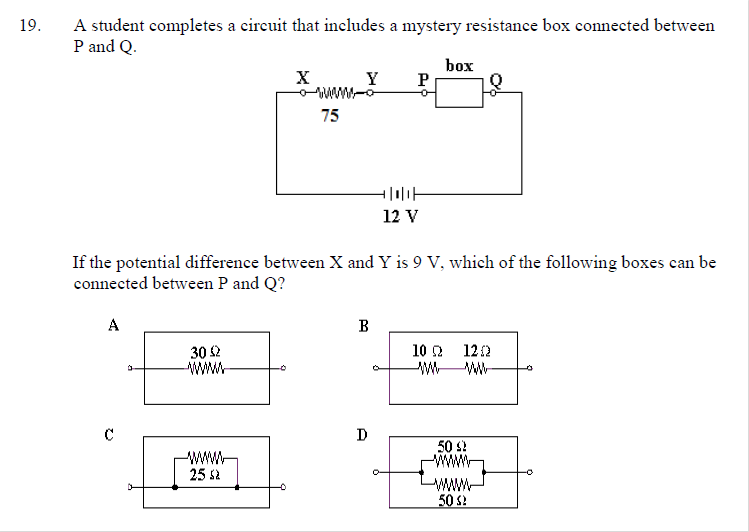 19. A student completes a circuit that includes a mystery resistance box connected between
P and Q.
box
X Y P Q
75
12 V
If the potential difference between X and Y is 9 V, which of the following boxes can be
connected between P and Q?
A B
30 Ω 10 Ω 12Ω
C D
50 Ω
25 Ω
50 Ω